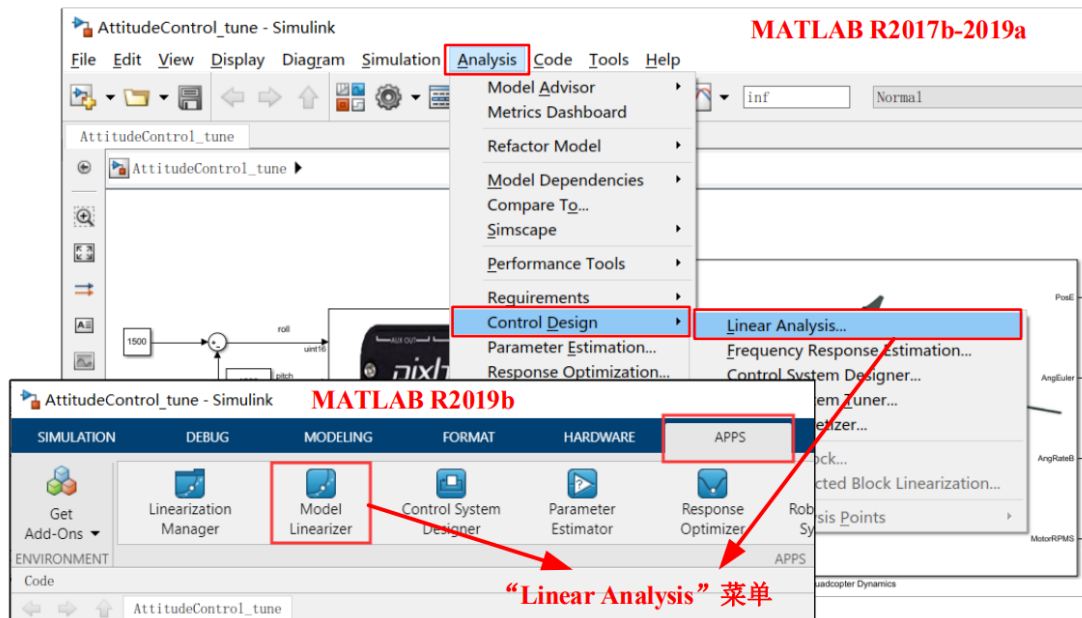 AttitudeControl_tune - Simulink
MATLAB R2017b-2019a
File Edit View Display Diagram Simulation Analysis Code Tools Help
inf
Normal
AttitudeControl_tune
AttitudeControl_tune
Model Advisor
Metrics Dashboard
Refactor Model
Model Dependencies
Compare To...
Simscape
Performance Tools
Requirements
Control Design
Parameter Estimation...
Response Optimization...
Linear Analysis...
Frequency Response Estimation...
Control System Designer...
1500
roll
uint16
pitch
AUX OUT
PosE
AngEuler
AngRateB
MotorRPMS
Points
AttitudeControl_tune - Simulink
MATLAB R2019b
SIMULATION DEBUG MODELING FORMAT HARDWARE APPS
Get Add-Ons
Linearization Manager
Model Linearizer
Control System Designer
Parameter Estimator
Response Optimizer
ENVIRONMENT
APPS
Code
AttitudeControl_tune
“Linear Analysis”菜单